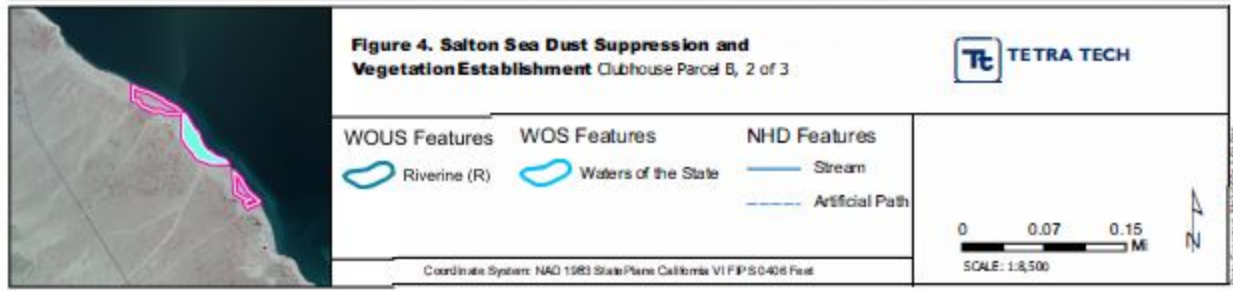 Figure 4. Salton Sea Dust Suppression and
Vegetation Establishment Clubhouse Parcel B, 2 of 3
Tt TETRA TECH
WOUS Features
Riverine (R)
WOS Features
Waters of the State
NHD Features
Stream
Artificial Path
0 0.07 0.15
Mi
SCALE: 1:8,500
N
Coordinate System: NAD 1983 StatePlane California VI FIPS 0406 Feet